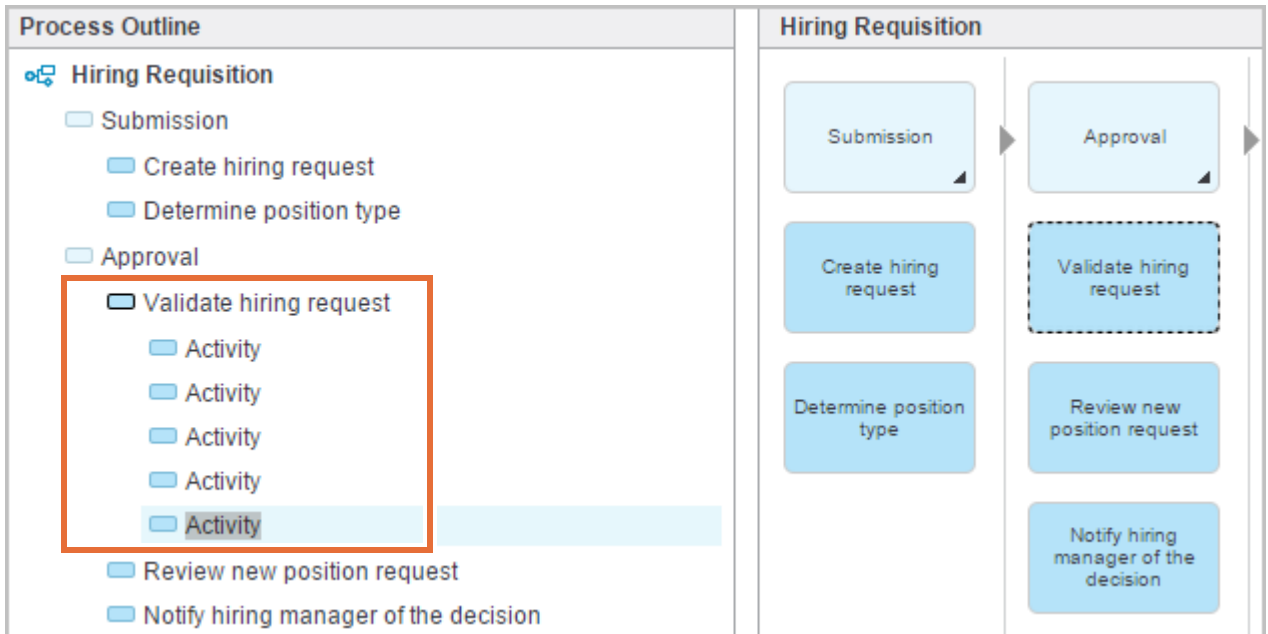 Process Outline
Hiring Requisition
Submission
Create hiring request
Determine position type
Approval
Validate hiring request
Activity
Activity
Activity
Activity
Activity
Review new position request
Notify hiring manager of the decision
Hiring Requisition
Submission
Approval
Create hiring
request
Validate hiring
request
Determine position
type
Review new
position request
Notify hiring
manager of the
decision